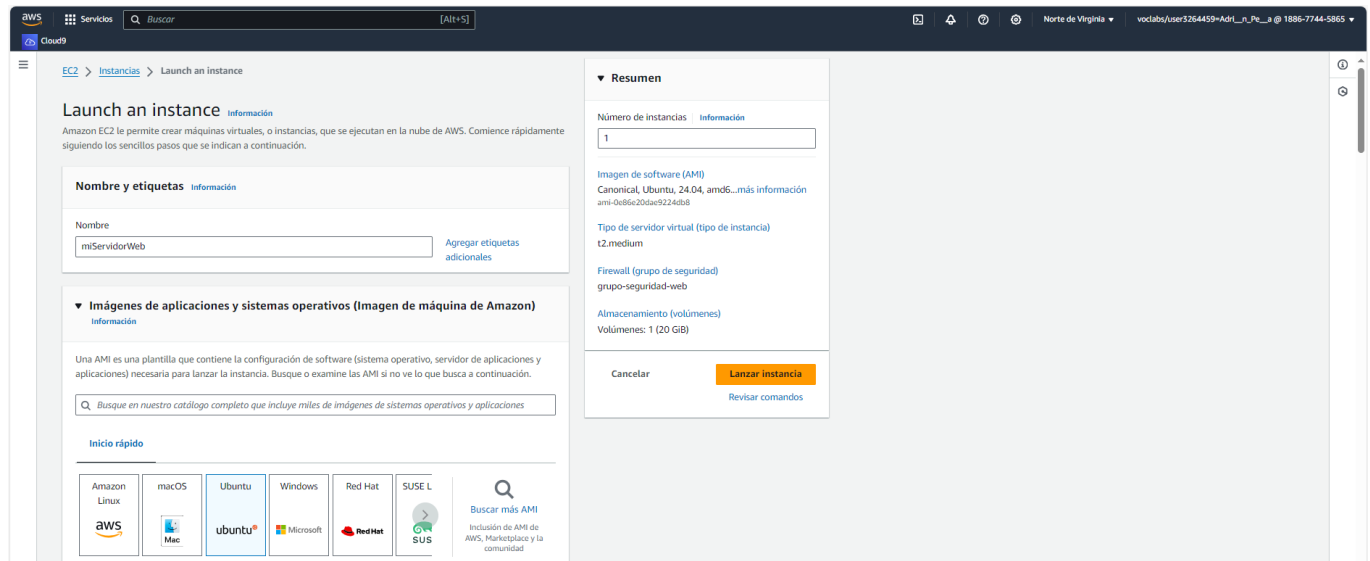 aws
Servicios
Buscar
[Alt+S]
Norte de Virginia
voclabs/user3264459=Adri__n_Pe__a @ 1886-7744-5865
Cloud9
EC2 > Instancias > Launch an instance
Launch an instance Información
Amazon EC2 le permite crear máquinas virtuales, o instancias, que se ejecutan en la nube de AWS. Comience rápidamente
siguiendo los sencillos pasos que se indican a continuación.
Nombre y etiquetas Información
Nombre
miServidorWeb
Agregar etiquetas
adicionales
Imágenes de aplicaciones y sistemas operativos (Imagen de máquina de Amazon)
Información
Una AMI es una plantilla que contiene la configuración de software (sistema operativo, servidor de aplicaciones y
aplicaciones) necesaria para lanzar la instancia. Busque o examine las AMI si no ve lo que busca a continuación.
Busque en nuestro catálogo completo que incluye miles de imágenes de sistemas operativos y aplicaciones
Inicio rápido
Amazon
Linux
aws
macOS
Mac
Ubuntu
ubuntu
Windows
Microsoft
Red Hat
Red Hat
SUSE L
SUS
Buscar más AMI
Inclusión de AMI de
AWS, Marketplace y la
comunidad
Resumen
Número de instancias Información
1
Imagen de software (AMI)
Canonical, Ubuntu, 24.04, amd6...más información
ami-0e86e20dae9224db8
Tipo de servidor virtual (tipo de instancia)
t2.medium
Firewall (grupo de seguridad)
grupo-seguridad-web
Almacenamiento (volúmenes)
Volúmenes: 1 (20 GiB)
Cancelar
Lanzar instancia
Revisar comandos